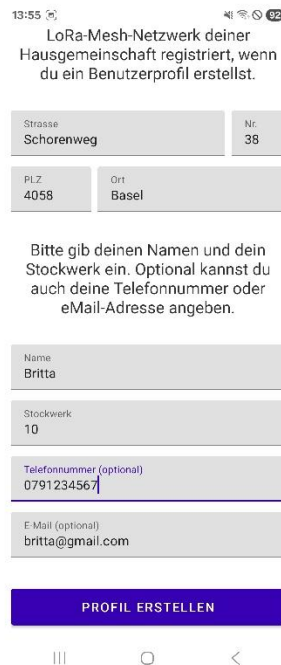 13:55 92
LoRa-Mesh-Netzwerk deiner
Hausgemeinschaft registriert, wenn
du ein Benutzerprofil erstellst.
Strasse Nr.
Schorenweg 38
PLZ Ort
4058 Basel
Bitte gib deinen Namen und dein
Stockwerk ein. Optional kannst du
auch deine Telefonnummer oder
eMail-Adresse angeben.
Name
Britta
Stockwerk
10
Telefonnummer (optional)
0791234567
E-Mail (optional)
britta@gmail.com
PROFIL ERSTELLEN